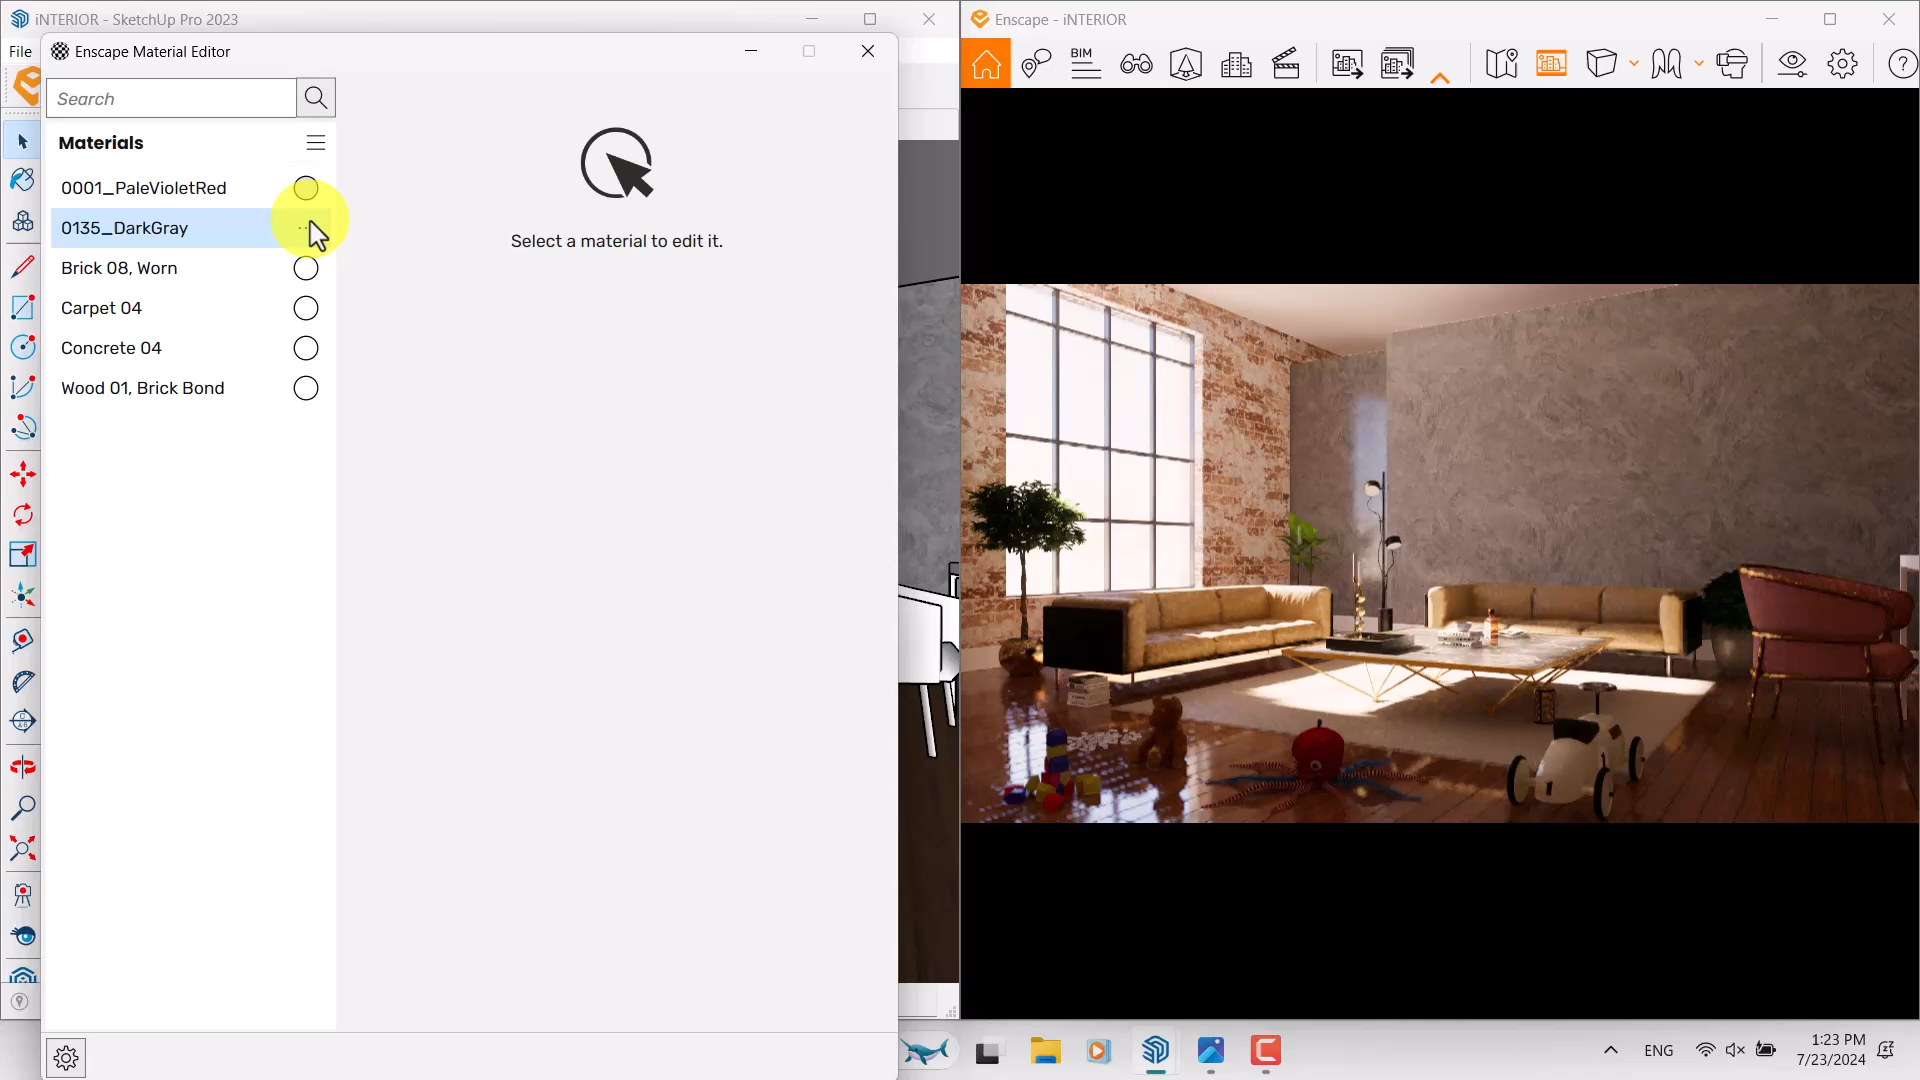 iNTERIOR - SketchUp Pro 2023
Enscape - iNTERIOR
File
Enscape Material Editor
BIM
Search
Materials
0001_PaleVioletRed
0135_DarkGray
Brick 08, Worn
Carpet 04
Concrete 04
Wood 01, Brick Bond
Select a material to edit it.
ENG
1:23 PM
7/23/2024